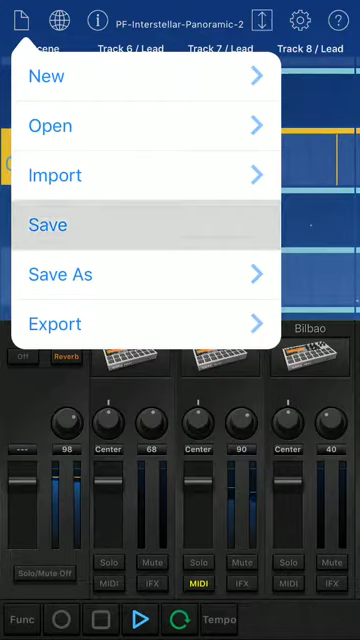 PF-Interstellar-Panoramic-2
cene Track 6 / Lead Track 7 / Lead Track 8 / Lead
New
Open
Import
Save
Save As
Export
Bilbao
Off Reverb
--- 98 Center 68 Center 90 Center 40
Solo Mute Solo Mute Solo Mute
Solo/Mute Off
MIDI IFX MIDI IFX MIDI IFX
Func Tempo